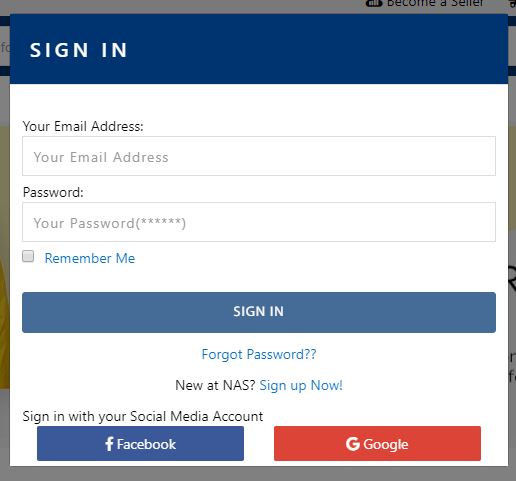 Become a Seller
SIGN IN
Your Email Address:
Your Email Address
Password:
Your Password(******)
Remember Me
SIGN IN
Forgot Password??
New at NAS? Sign up Now!
Sign in with your Social Media Account
Facebook
Google